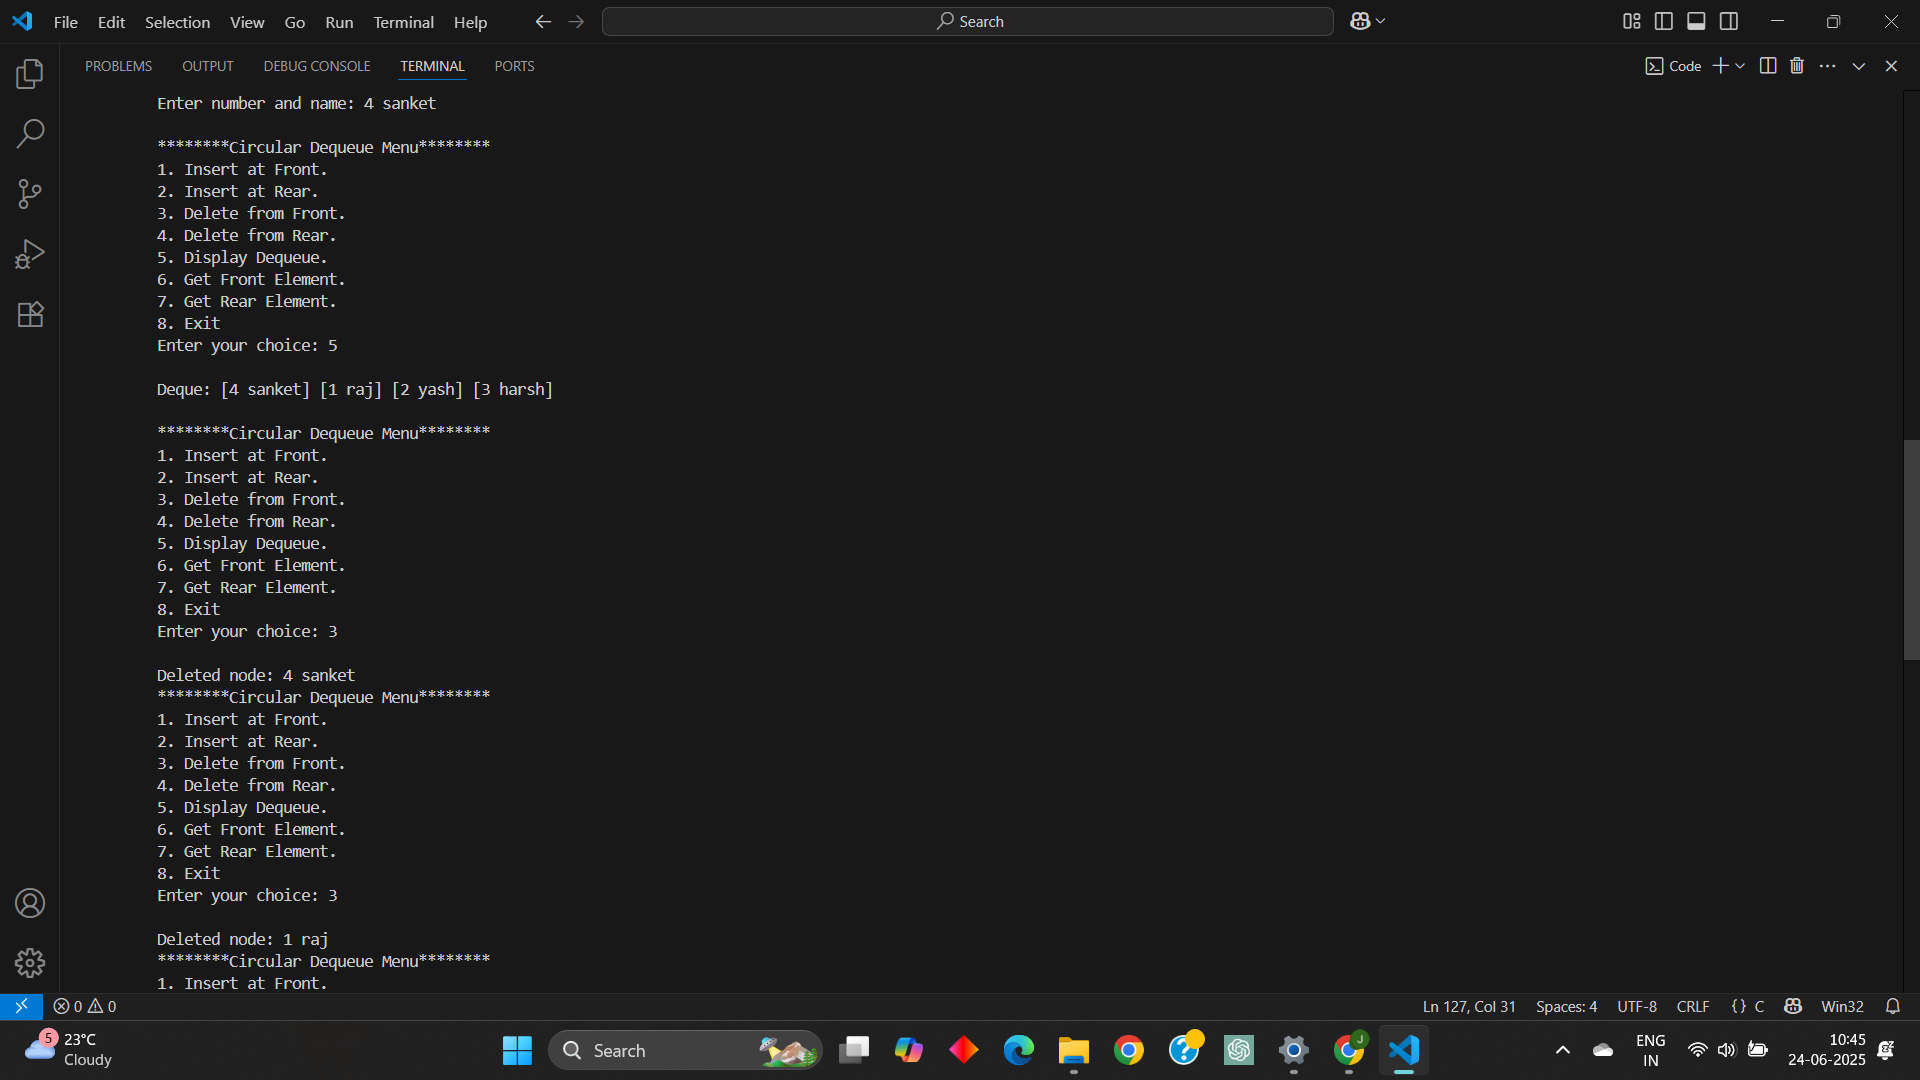 File Edit Selection View Go Run Terminal Help
Search
PROBLEMS OUTPUT DEBUG CONSOLE TERMINAL PORTS
Code
Enter number and name: 4 sanket
********Circular Dequeue Menu********
1. Insert at Front.
2. Insert at Rear.
3. Delete from Front.
4. Delete from Rear.
5. Display Dequeue.
6. Get Front Element.
7. Get Rear Element.
8. Exit
Enter your choice: 5
Deque: [4 sanket] [1 raj] [2 yash] [3 harsh]
********Circular Dequeue Menu********
1. Insert at Front.
2. Insert at Rear.
3. Delete from Front.
4. Delete from Rear.
5. Display Dequeue.
6. Get Front Element.
7. Get Rear Element.
8. Exit
Enter your choice: 3
Deleted node: 4 sanket
********Circular Dequeue Menu********
1. Insert at Front.
2. Insert at Rear.
3. Delete from Front.
4. Delete from Rear.
5. Display Dequeue.
6. Get Front Element.
7. Get Rear Element.
8. Exit
Enter your choice: 3
Deleted node: 1 raj
********Circular Dequeue Menu********
1. Insert at Front.
0 0
Ln 127, Col 31 Spaces: 4 UTF-8 CRLF {} C Win32
5
23°C
Cloudy
Search
J
ENG
IN
10:45
24-06-2025